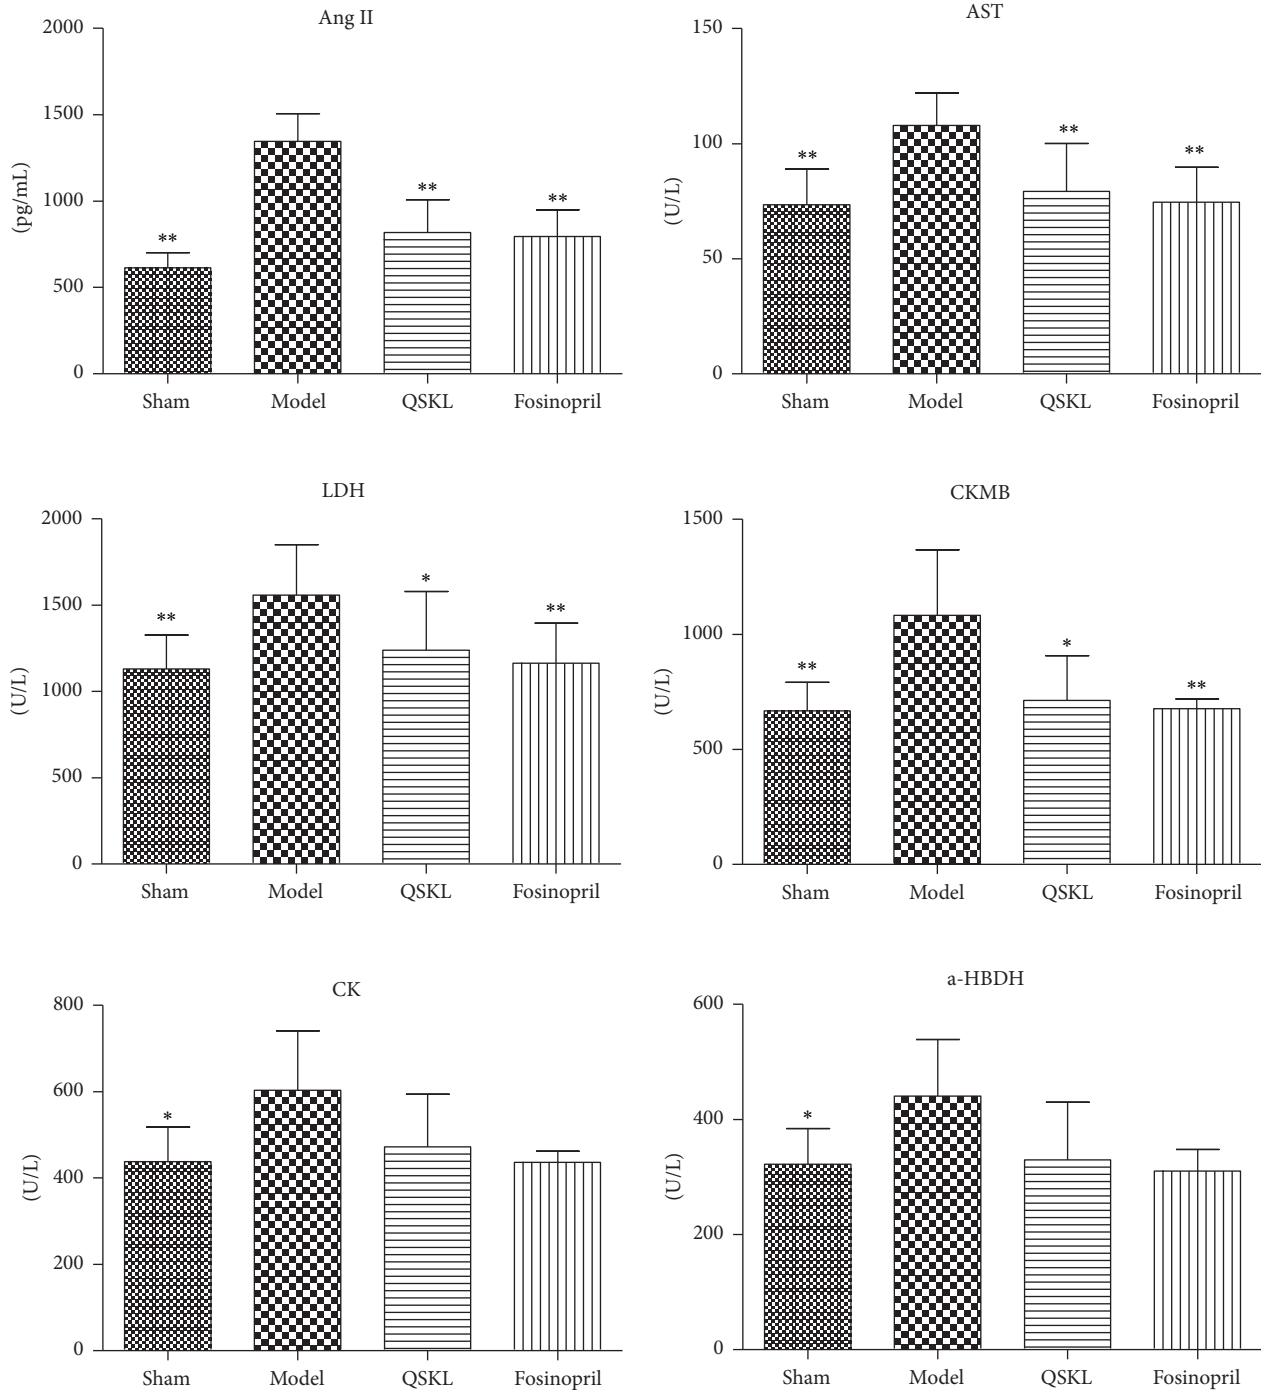 Ang II
2000
1500
1000
500
0
(pg/mL)
**
**
**
Sham Model QSKL Fosinopril
AST
150
100
50
0
(U/L)
**
**
**
Sham Model QSKL Fosinopril
LDH
2000
1500
1000
500
0
(U/L)
**
*
**
Sham Model QSKL Fosinopril
CKMB
1500
1000
500
0
(U/L)
**
*
**
Sham Model QSKL Fosinopril
CK
800
600
400
200
0
(U/L)
*
Sham Model QSKL Fosinopril
a-HBDH
600
400
200
0
(U/L)
*
Sham Model QSKL Fosinopril